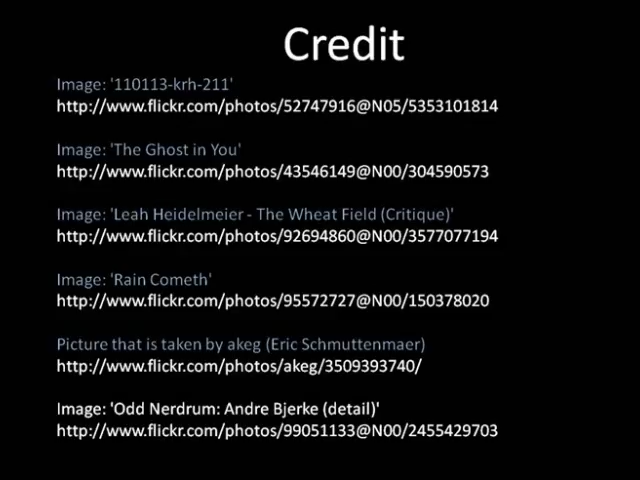 Credit
Image: '110113-krh-211'
http://www.flickr.com/photos/52747916@N05/5353101814
Image: 'The Ghost in You'
http://www.flickr.com/photos/43546149@N00/304590573
Image: 'Leah Heidelmeier - The Wheat Field (Critique)'
http://www.flickr.com/photos/92694860@N00/3577077194
Image: 'Rain Cometh'
http://www.flickr.com/photos/95572727@N00/150378020
Picture that is taken by akeg (Eric Schmuttenmaer)
http://www.flickr.com/photos/akeg/3509393740/
Image: 'Odd Nerdrum: Andre Bjerke (detail)'
http://www.flickr.com/photos/99051133@N00/2455429703